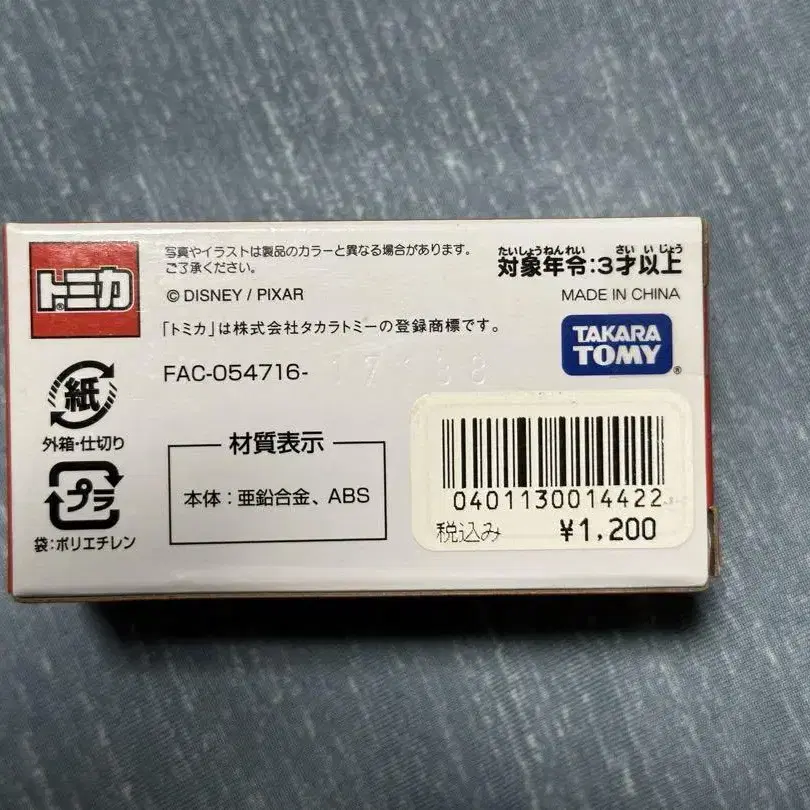 トミカ®
写真やイラストは製品のカラーと異なる場合があります。
ご了承ください。
© DISNEY / PIXAR
「トミカ」は株式会社タカラトミーの登録商標です。
FAC-054716-
たいしょうねんれい さい いじょう
対象年令:3才以上
MADE IN CHINA
TAKARA
TOMY®
紙
外箱・仕切り
プラ
袋:ポリエチレン
材質表示
本体:亜鉛合金、ABS
0401130014422
税込み ¥1,200